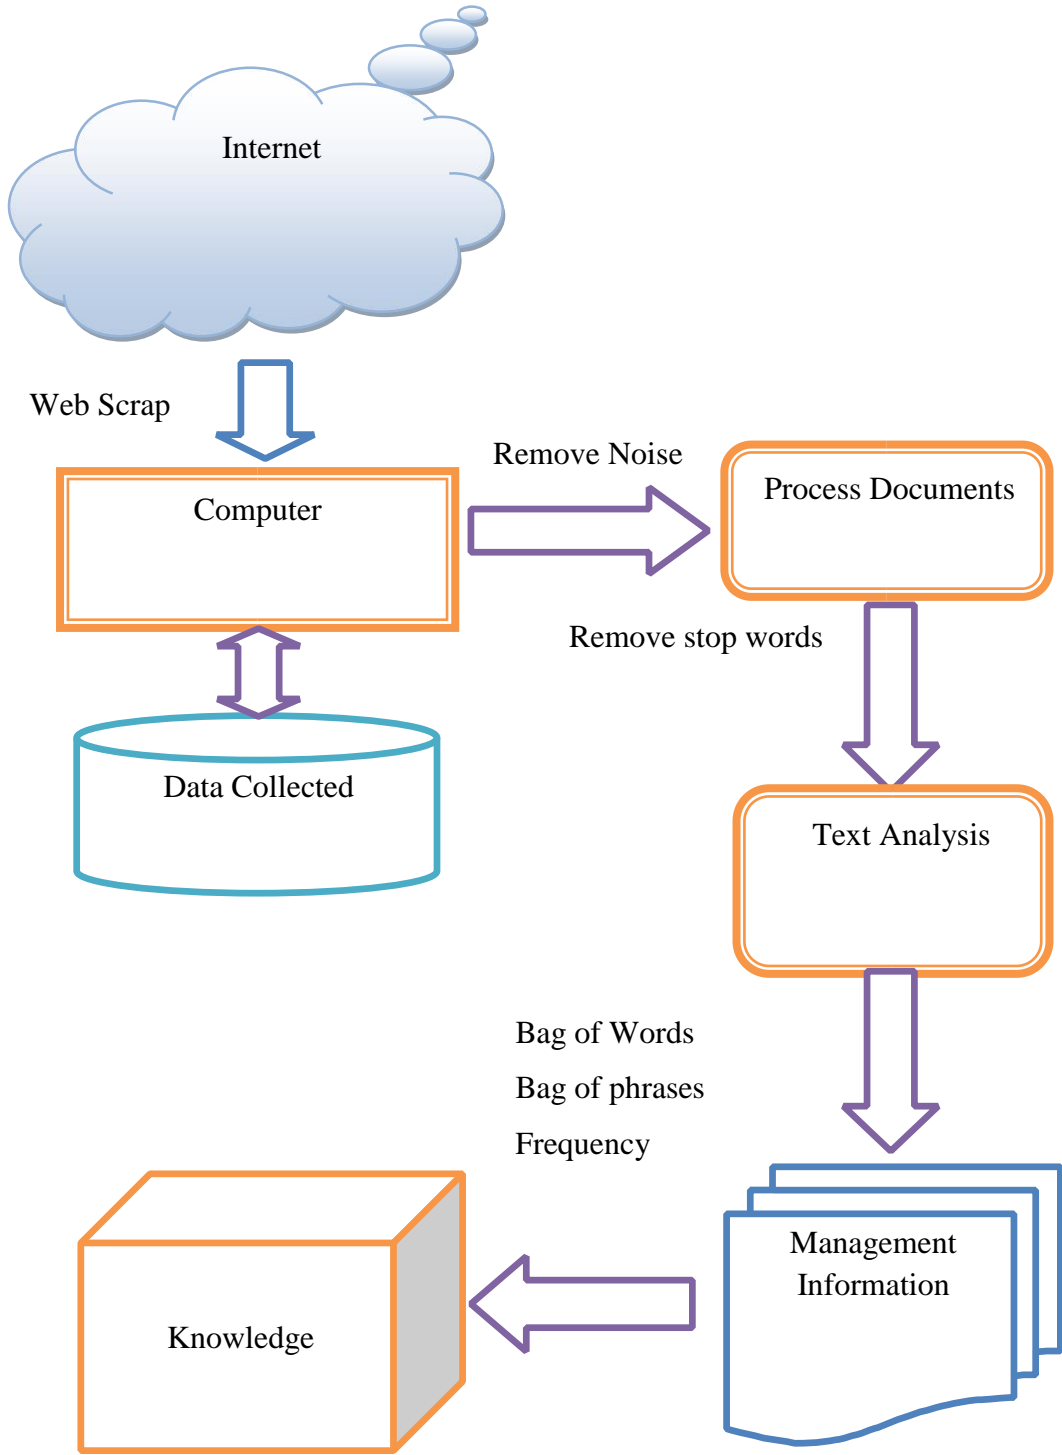 Internet
Web Scrap
Computer
Remove Noise
Process Documents
Remove stop words
Data Collected
Text Analysis
Bag of Words
Bag of phrases
Frequency
Management
Information
Knowledge